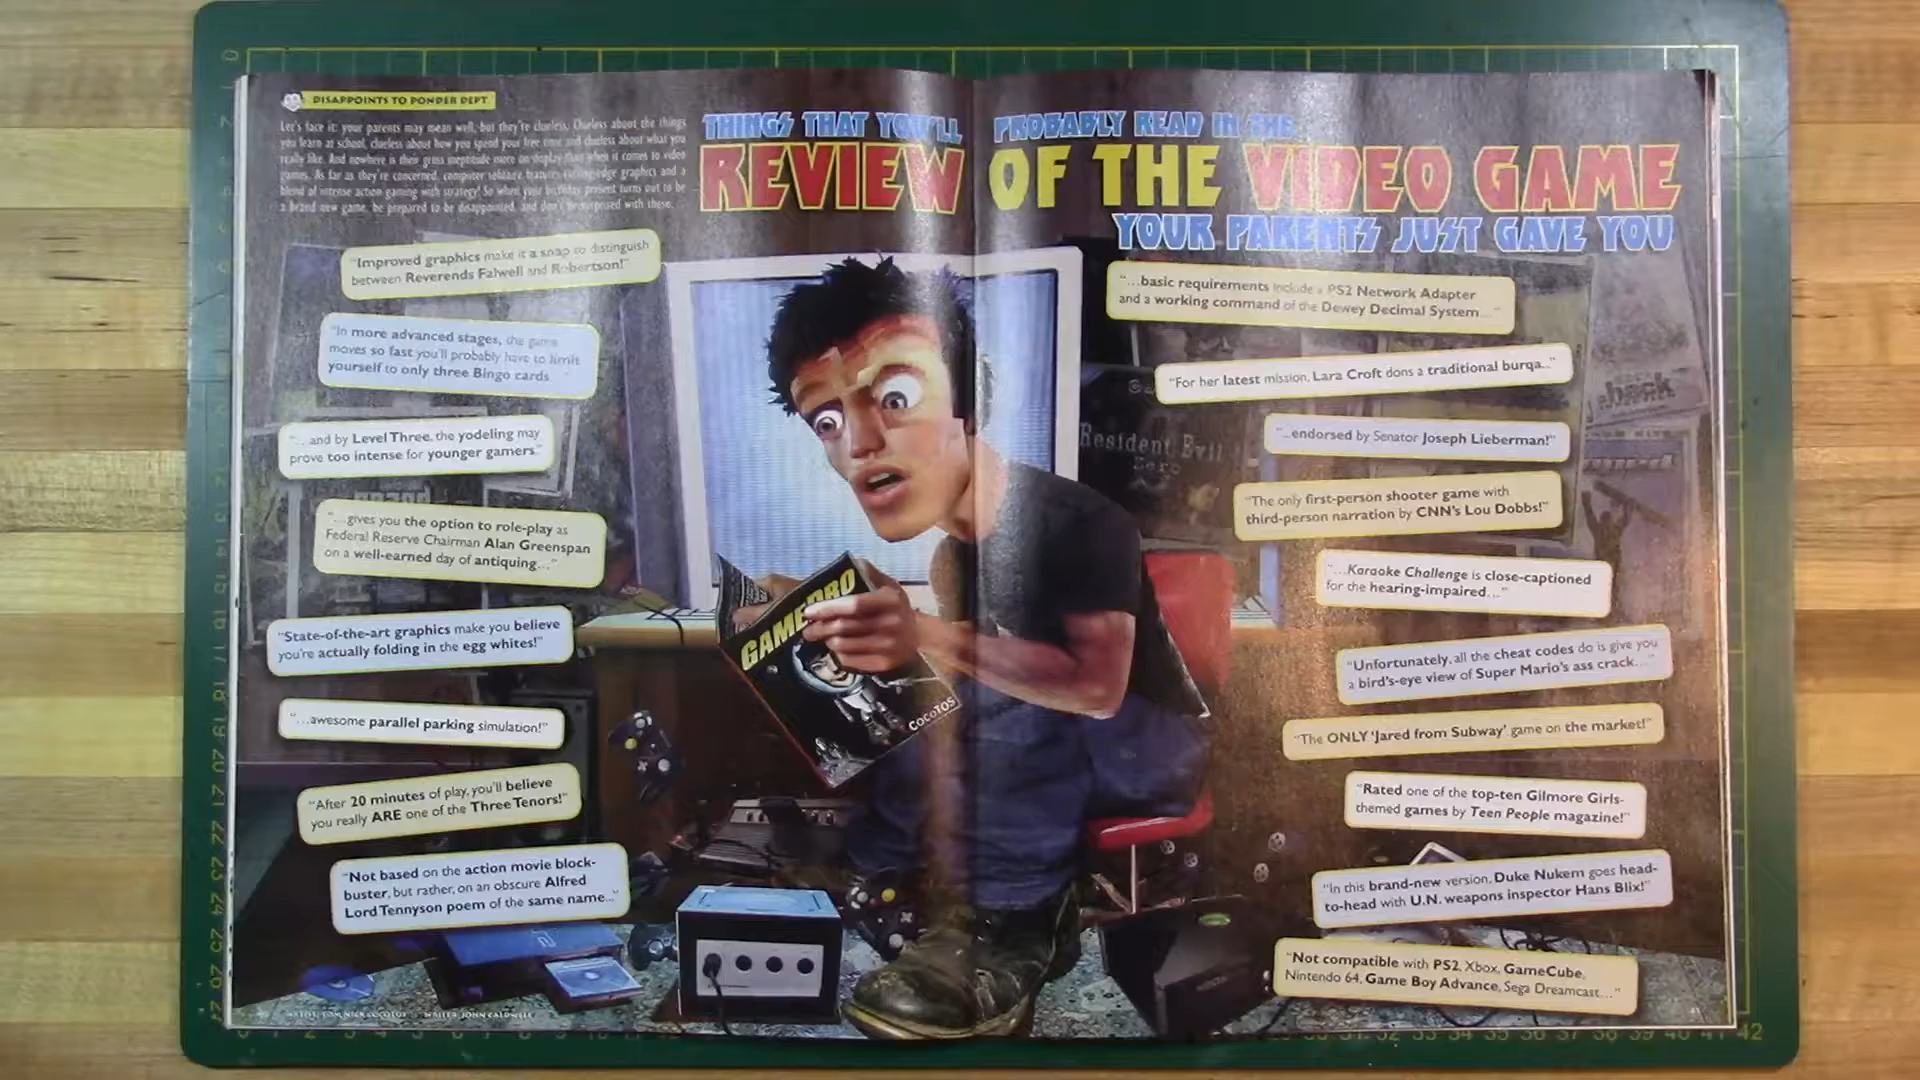 DISAPPOINTS TO PONDER DEPT.
Let's face it: your parents may mean well, but they're clueless. Clueless about the things
you learn at school, clueless about how you spend your free time and clueless about what you
really like. And nowhere is their gross ineptitude more on display than when it comes to video
games. As far as they're concerned, computer solitaire features cutting-edge graphics and a
blend of intense action gaming with strategy! So when your birthday present turns out to be
a brand new game, be prepared to be disappointed, and don't be surprised with these.
THINGS THAT YOU'LL PROBABLY READ IN THE
REVIEW OF THE VIDEO GAME
YOUR PARENTS JUST GAVE YOU
"Improved graphics make it a snap to distinguish
between Reverends Falwell and Robertson!"
"In more advanced stages, the game
moves so fast you'll probably have to limit
yourself to only three Bingo cards
"... and by Level Three, the yodeling may
prove too intense for younger gamers."
"...gives you the option to role-play as
Federal Reserve Chairman Alan Greenspan
on a well-earned day of antiquing..."
"State-of-the-art graphics make you believe
you're actually folding in the egg whites!"
"...awesome parallel parking simulation!"
"After 20 minutes of play, you'll believe
you really ARE one of the Three Tenors!"
"Not based on the action movie block-
buster, but rather, on an obscure Alfred
Lord Tennyson poem of the same name..."
"...basic requirements include a PS2 Network Adapter
and a working command of the Dewey Decimal System..."
"For her latest mission, Lara Croft dons a traditional burqa..."
"...endorsed by Senator Joseph Lieberman!"
"The only first-person shooter game with
third-person narration by CNN's Lou Dobbs!"
"...Karaoke Challenge is close-captioned
for the hearing-impaired..."
"Unfortunately, all the cheat codes do is give you
a bird's-eye view of Super Mario's ass crack..."
"The ONLY 'Jared from Subway' game on the market!"
"Rated one of the top-ten Gilmore Girls-
themed games by Teen People magazine!"
"In this brand-new version, Duke Nukem goes head-
to-head with U.N. weapons inspector Hans Blix!"
"Not compatible with PS2, Xbox, GameCube,
Nintendo 64, Game Boy Advance, Sega Dreamcast..."
Resident Evil
Zero
GAMEPRO
COCOTOS
NICK COCOTOS WRITER: JOHN CALDWELL